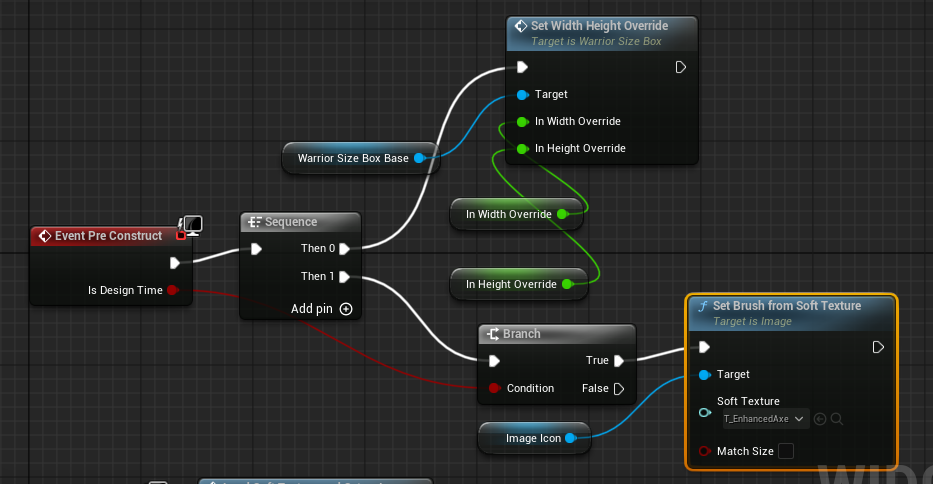 Set Width Height Override
Target is Warrior Size Box
Target
In Width Override
In Height Override
Warrior Size Box Base
In Width Override
In Height Override
Event Pre Construct
Is Design Time
Sequence
Then 0
Then 1
Add pin
Branch
True
Condition
False
Image Icon
Set Brush from Soft Texture
Target is Image
Target
Soft Texture
T_EnhancedAxe
Match Size